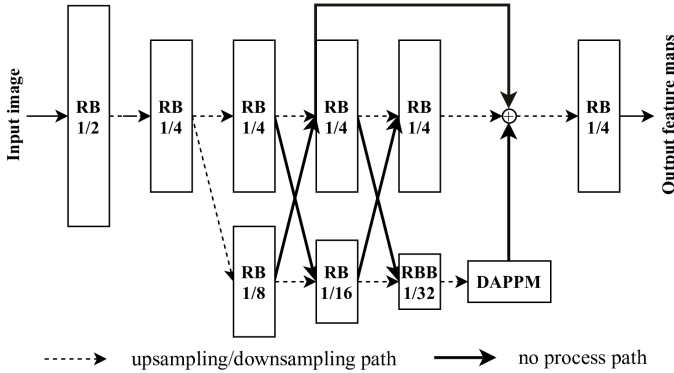 Input image
RB
1/2
RB
1/4
RB
1/4
RB
1/4
RB
1/4
RB
1/4
Output feature maps
RB
1/8
RB
1/16
RBB
1/32
DAPPM
upsampling/downsampling path
no process path